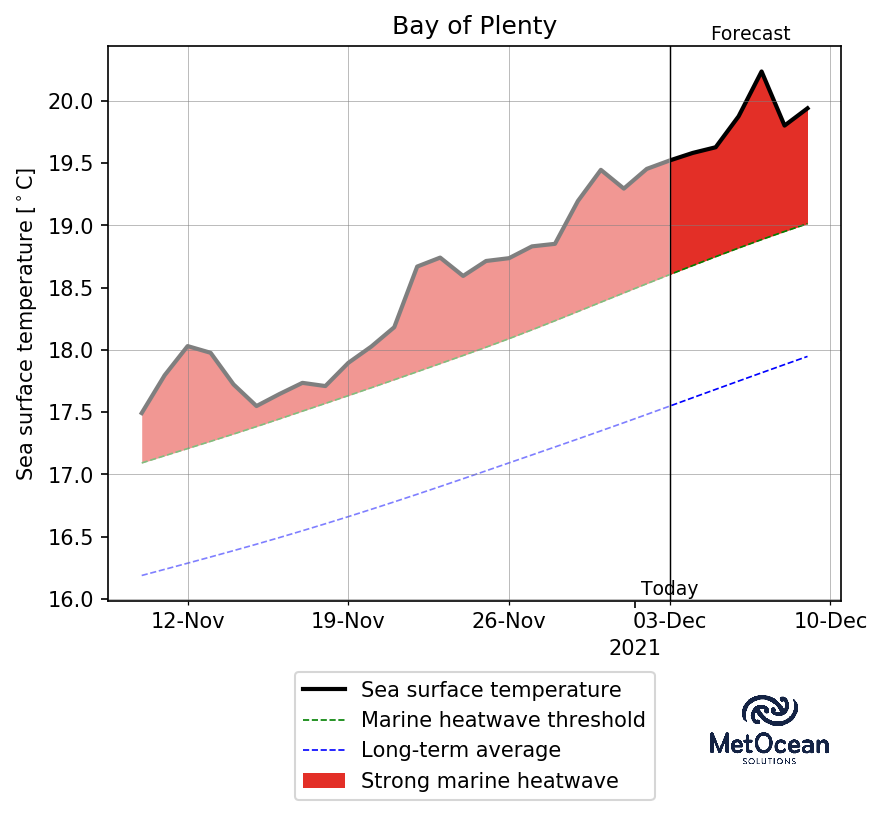 Bay of Plenty
Forecast
Sea surface temperature [°C]
20.0
19.5
19.0
18.5
18.0
17.5
17.0
16.5
16.0
Today
12-Nov 19-Nov 26-Nov 03-Dec 10-Dec
2021
Sea surface temperature
Marine heatwave threshold
Long-term average
Strong marine heatwave
MetOcean
SOLUTIONS